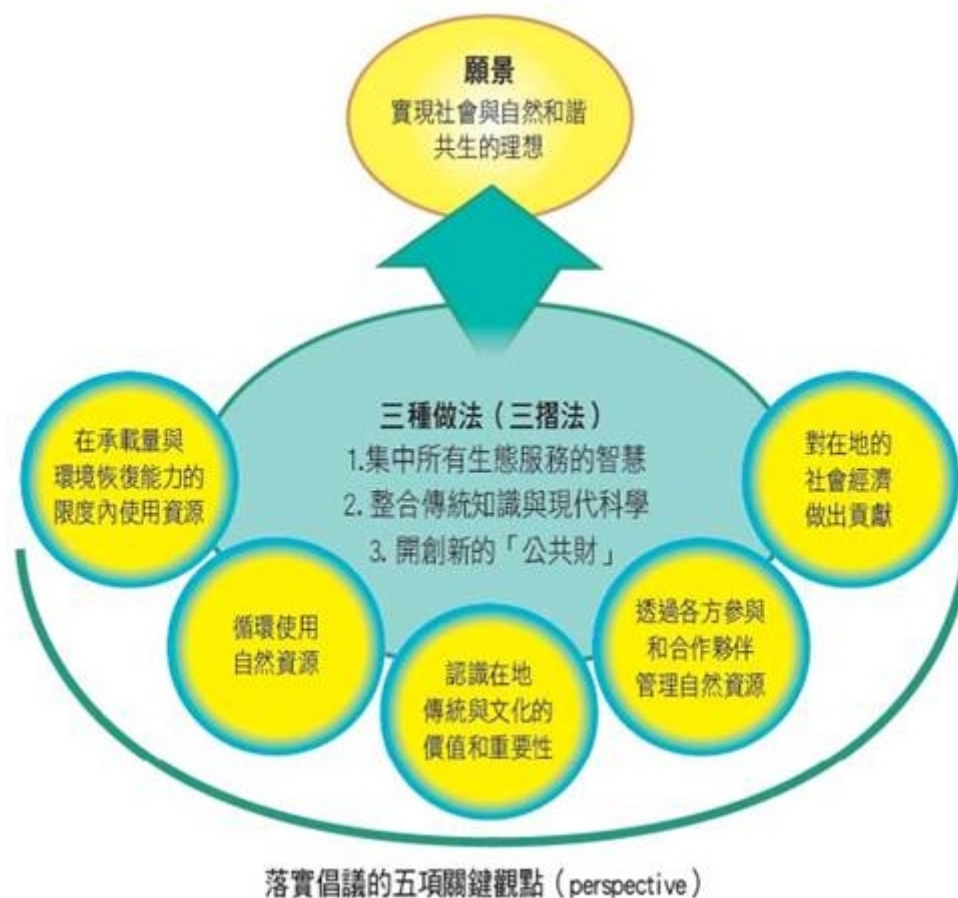 願景
實現社會與自然和諧
共生的理想
三種做法（三摺法）
1.集中所有生態服務的智慧
2. 整合傳統知識與現代科學
3. 開創新的「公共財」
在承載量與
環境恢復能力的
限度內使用資源
循環使用
自然資源
認識在地
傳統與文化的
價值和重要性
透過各方參與
和合作夥伴
管理自然資源
對在地的
社會經濟
做出貢獻
落實倡議的五項關鍵觀點（perspective）